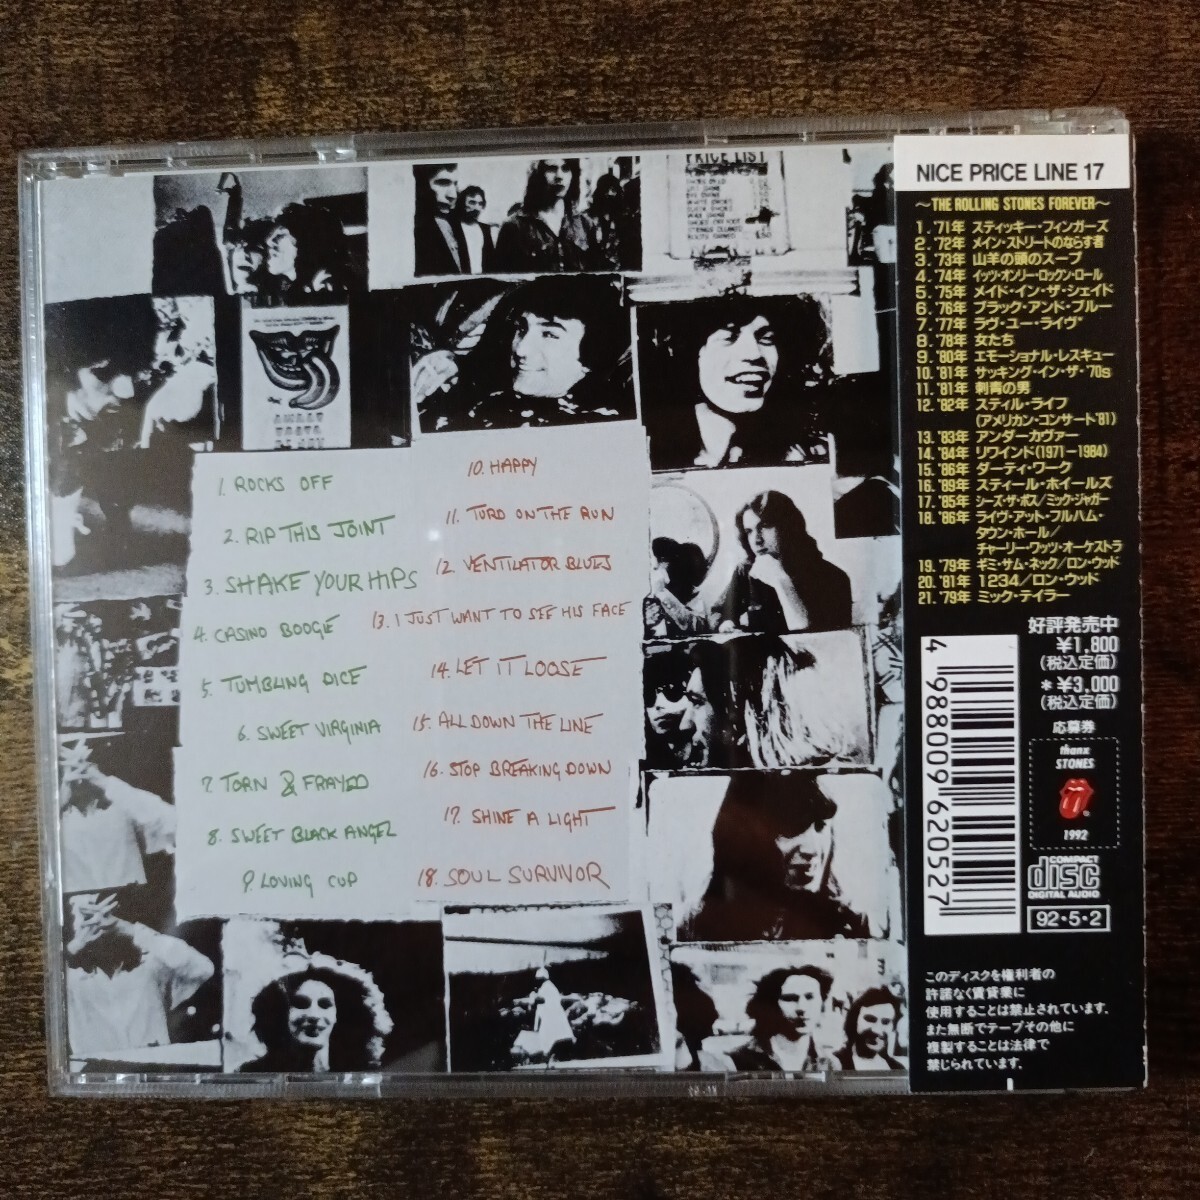 PRICE LIST
1. ROCKS OFF
2. RIP THIS JOINT
3. SHAKE YOUR HIPS
4. CASINO BOOGIE
5. TUMBLING DICE
6. SWEET VIRGINIA
7. TORN & FRAYED
8. SWEET BLACK ANGEL
9. LOVING CUP
10. HAPPY
11. TURD ON THE RUN
12. VENTILATOR BLUES
13. I JUST WANT TO SEE HIS FACE
14. LET IT LOOSE
15. ALL DOWN THE LINE
16. STOP BREAKING DOWN
17. SHINE A LIGHT
18. SOUL SURVIVOR
NICE PRICE LINE 17
〜THE ROLLING STONES FOREVER〜
1. '71年 スティッキー・フィンガーズ
2. '72年 メイン・ストリートのならず者
3. '73年 山羊の頭のスープ
4. '74年 イッツ・オンリー・ロックン・ロール
5. '75年 メイド・イン・ザ・シェイド
6. '76年 ブラック・アンド・ブルー
7. '77年 ラヴ・ユー・ライヴ*
8. '78年 女たち
9. '80年 エモーショナル・レスキュー
10. '81年 サッキング・イン・ザ・'70s
11. '81年 刺青の男
12. '82年 スティル・ライフ
(アメリカン・コンサート'81)
13. '83年 アンダーカヴァー
14. '84年 リワインド(1971－1984)
15. '86年 ダーティ・ワーク
16. '89年 スティール・ホイールズ
17. '85年 シーズ・ザ・ボス/ミック・ジャガー
18. '86年 ライヴ・アット・フルハム・
タウン・ホール/
チャーリー・ワッツ・オーケストラ
19. '79年 ギミ・サム・ネック/ロン・ウッド
20. '81年 1234/ロン・ウッド
21. '79年 ミック・テイラー
好評発売中
¥1,800
(税込定価)
*¥3,000
(税込定価)
応募券
thanx
STONES
1992
COMPACT
disc
DIGITAL AUDIO
92・5・2
4 988009 620527
このディスクを権利者の
許諾なく賃貸業に
使用することは禁止されています。
また無断でテープその他に
複製することは法律で
禁じられています。